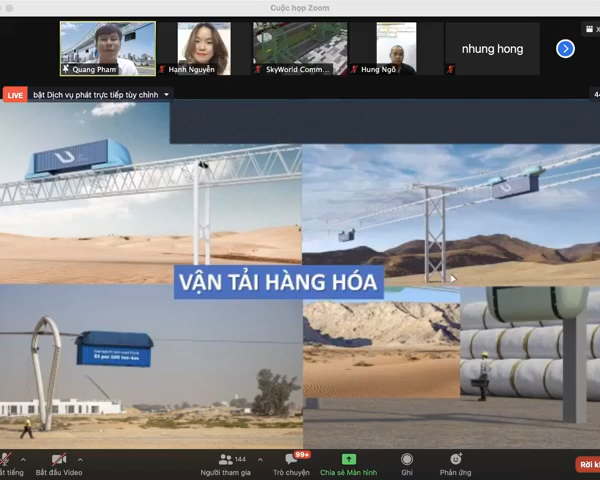 Cuộc họp Zoom
Quang Pham
Hanh Nguyễn
SkyWorld Comm...
Hung Ngô
nhung hong
LIVE
bật Dịch vụ phát trực tiếp tùy chỉnh
VẬN TẢI HÀNG HÓA
99+
144
Bắt đầu Video
Người tham gia
Trò chuyện
Chia sẻ Màn hình
Ghi
Phản ứng